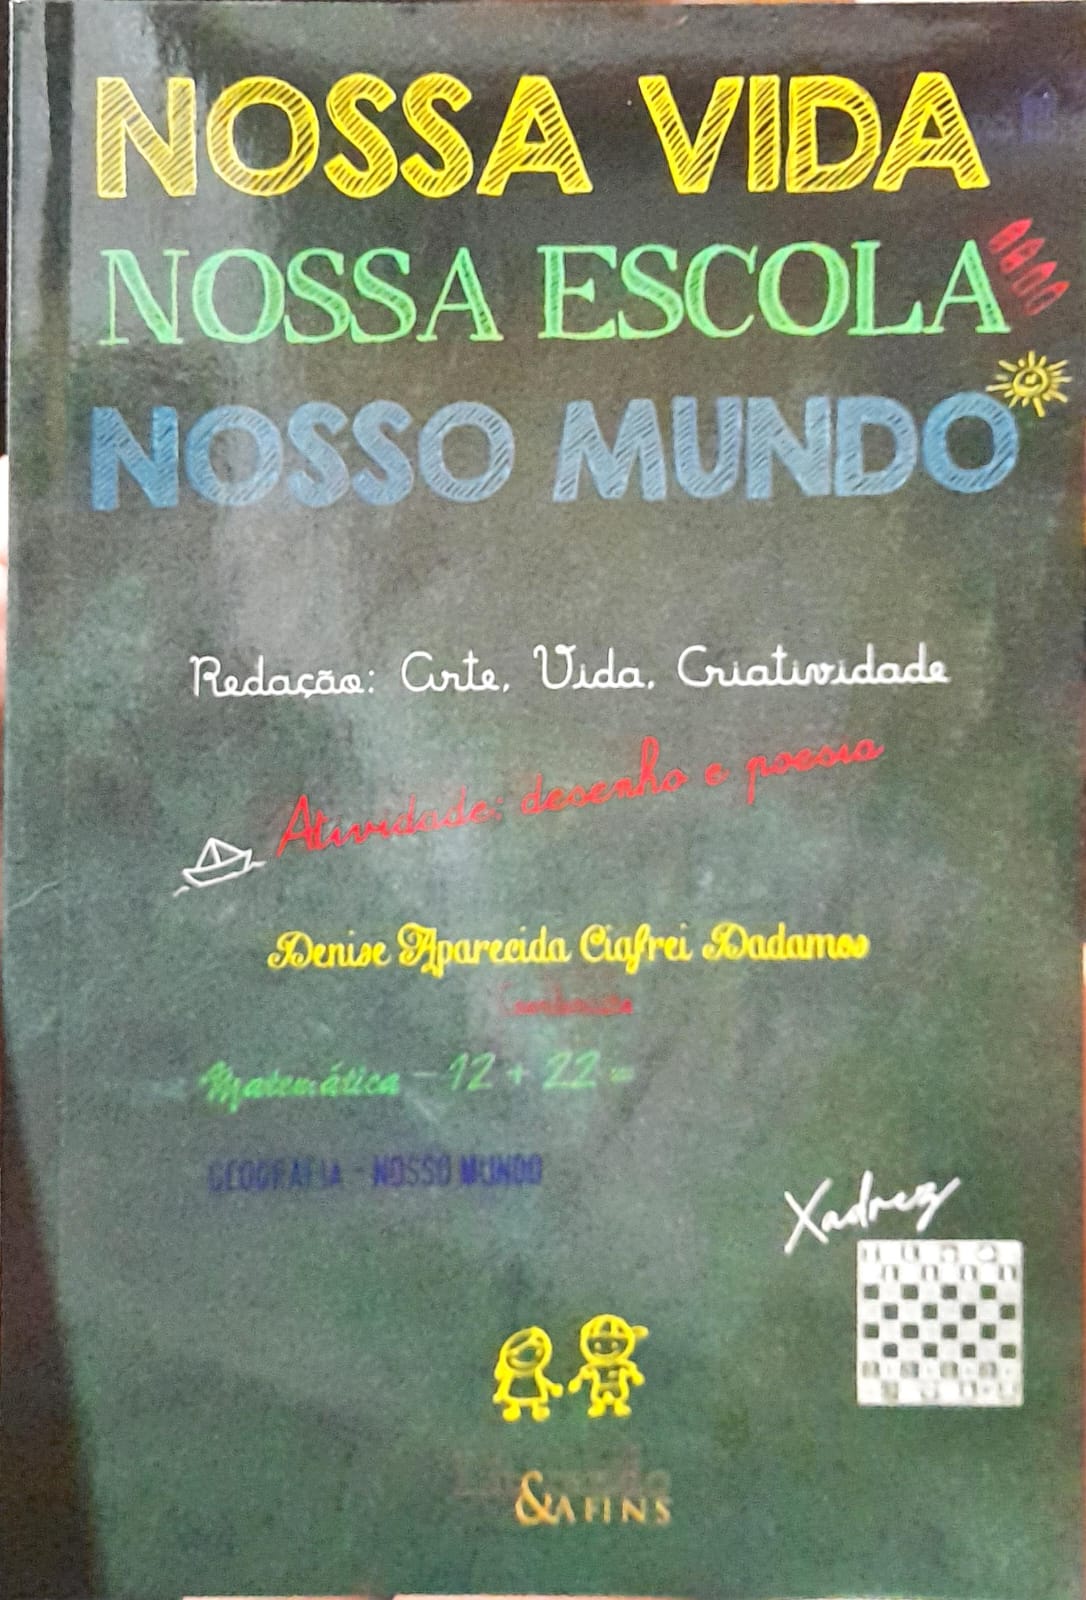 NOSSA VIDA
NOSSA ESCOLA
NOSSO MUNDO
Redação: Arte, Vida, Criatividade
Atividade: desenho e poesia
Denise Aparecida Ciafrei Dadamos
Matemática - 12 + 22 =
GEOGRAFIA - NOSSO MUNDO
Xadrez
&AFINS